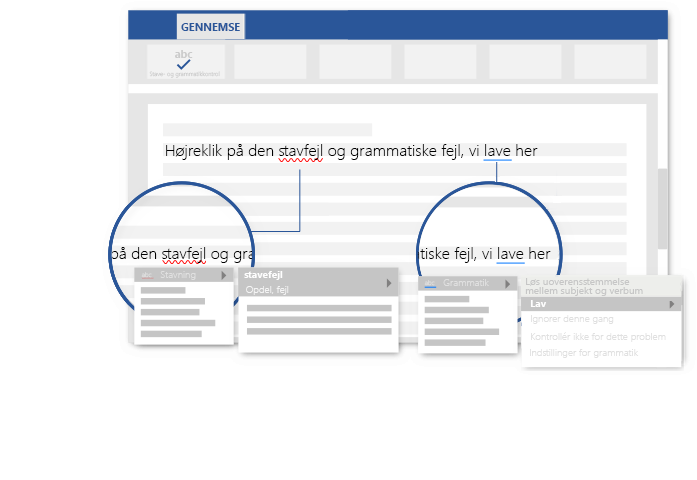 GENNEMSE
abc
Stave- og grammatikkontrol
Højreklik på den stavfejl og grammatiske fejl, vi lave her
på den stavfejl og gra
tiske fejl, vi lave her
abc Stavning
stavefejl
Opdel, fejl
Grammatik
Løs uoverensstemmelse
mellem subjekt og verbum
Lav
Ignorer denne gang
Kontrollér ikke for dette problem
Indstillinger for grammatik